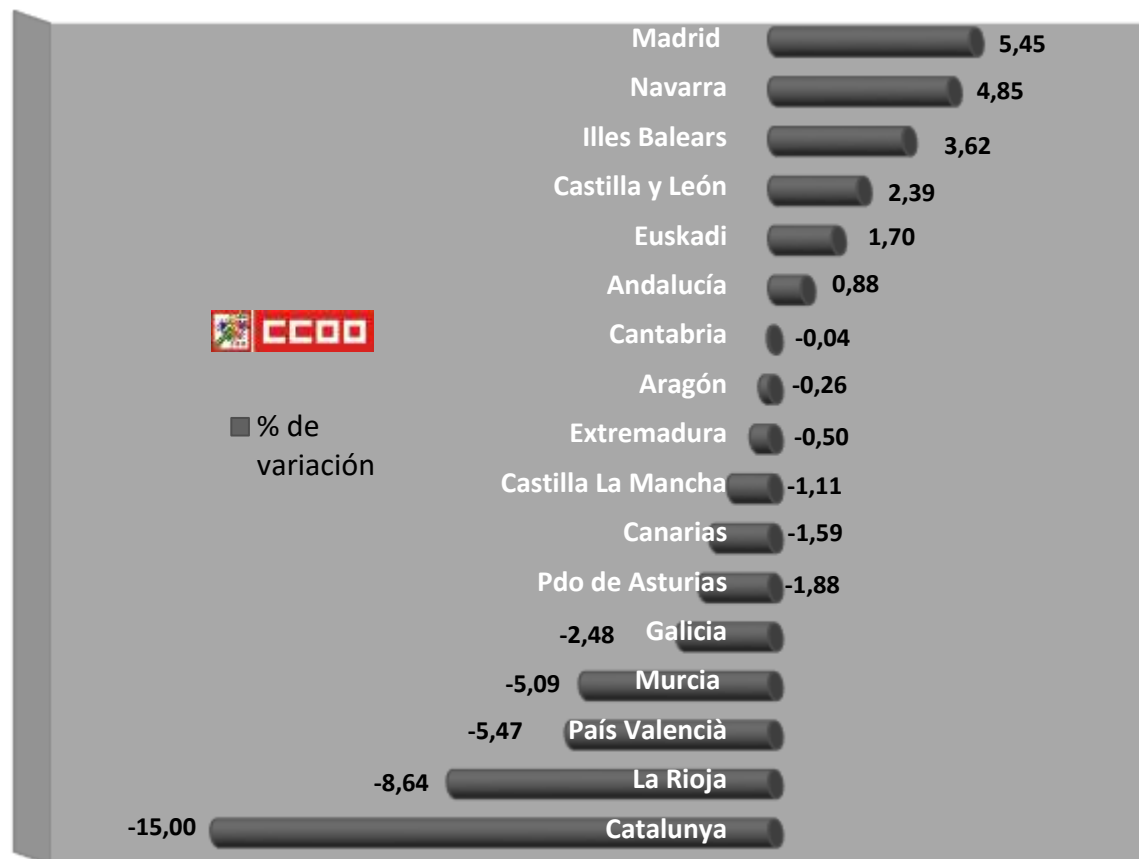 Madrid 5,45
Navarra 4,85
Illes Balears 3,62
Castilla y León 2,39
Euskadi 1,70
Andalucía 0,88
CCOO
Cantabria -0,04
Aragón -0,26
% de
variación
Extremadura -0,50
Castilla La Mancha -1,11
Canarias -1,59
Pdo de Asturias -1,88
-2,48 Galicia
-5,09 Murcia
-5,47 País Valencià
-8,64 La Rioja
-15,00 Catalunya